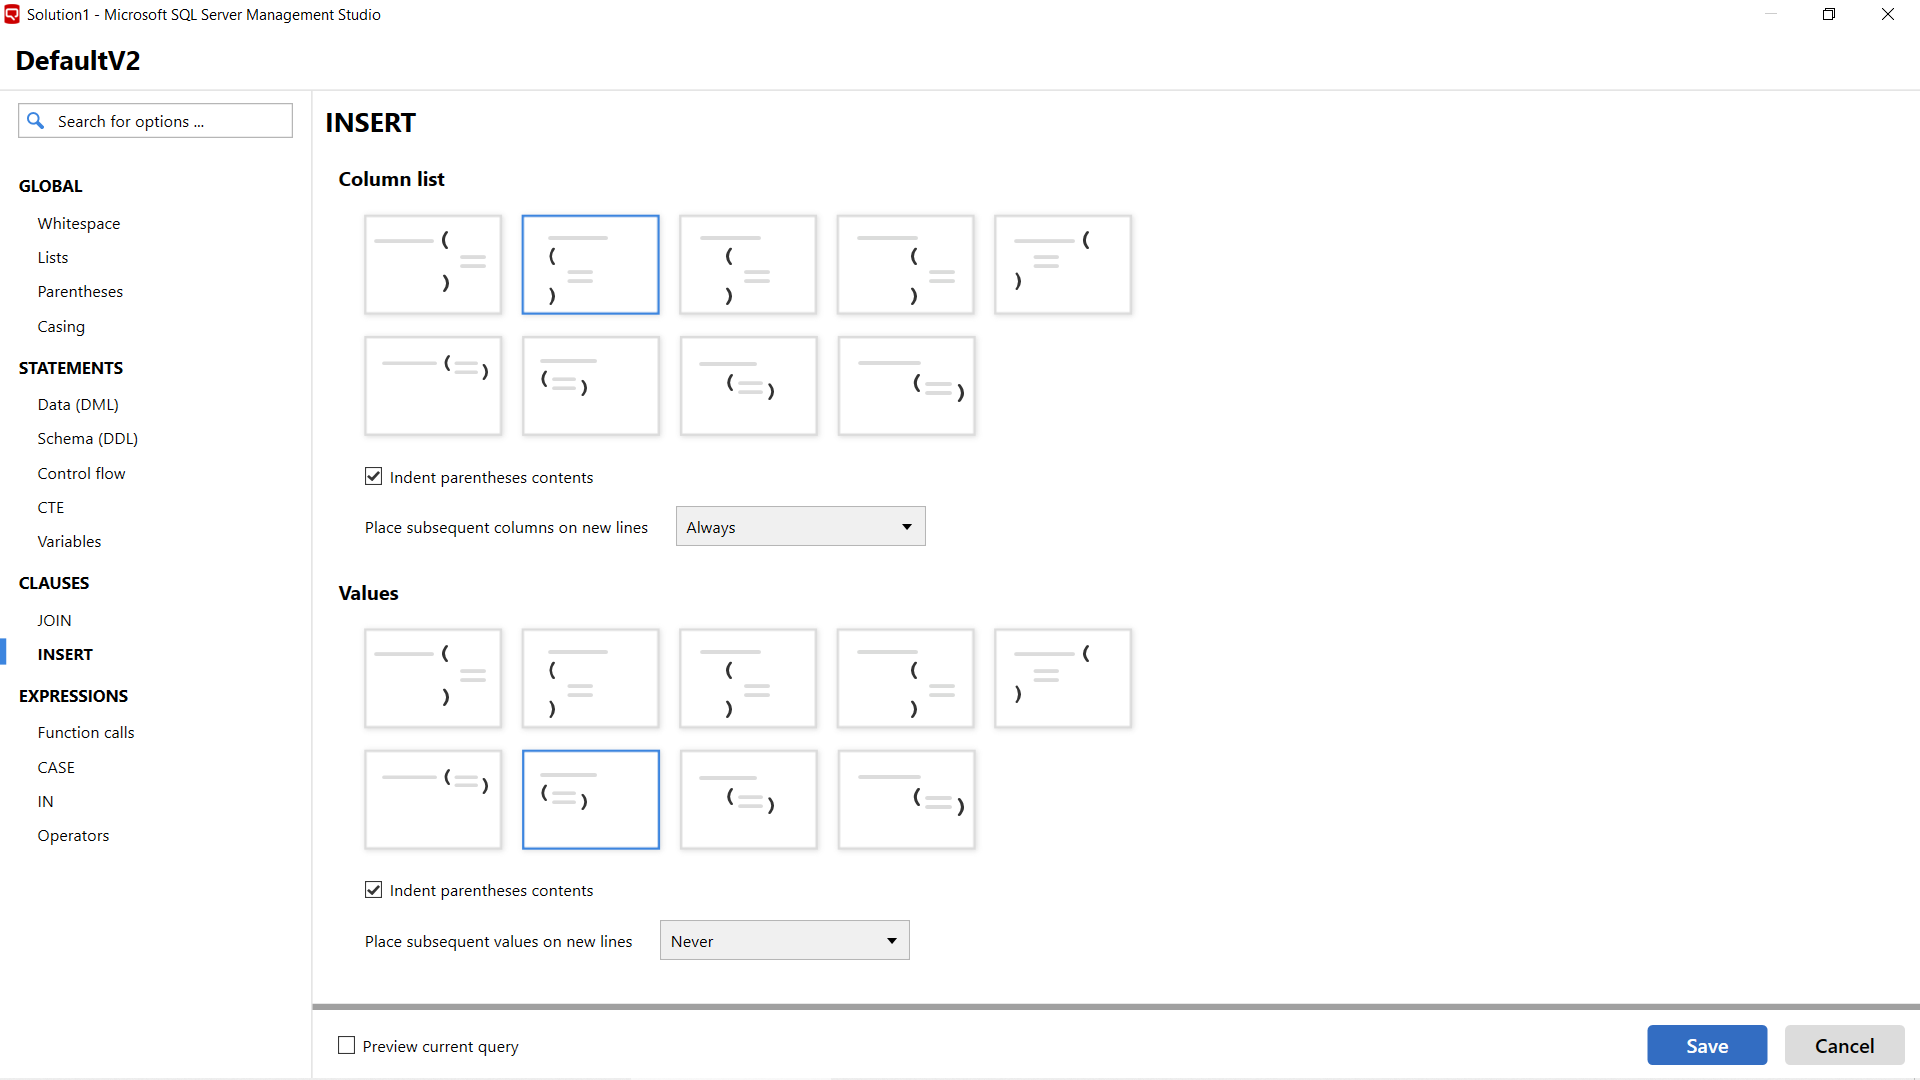 Solution1 - Microsoft SQL Server Management Studio
DefaultV2
Search for options ...
GLOBAL
Whitespace
Lists
Parentheses
Casing
STATEMENTS
Data (DML)
Schema (DDL)
Control flow
CTE
Variables
CLAUSES
JOIN
INSERT
EXPRESSIONS
Function calls
CASE
IN
Operators
INSERT
Column list
Indent parentheses contents
Place subsequent columns on new lines Always
Values
Indent parentheses contents
Place subsequent values on new lines Never
Preview current query
Save Cancel